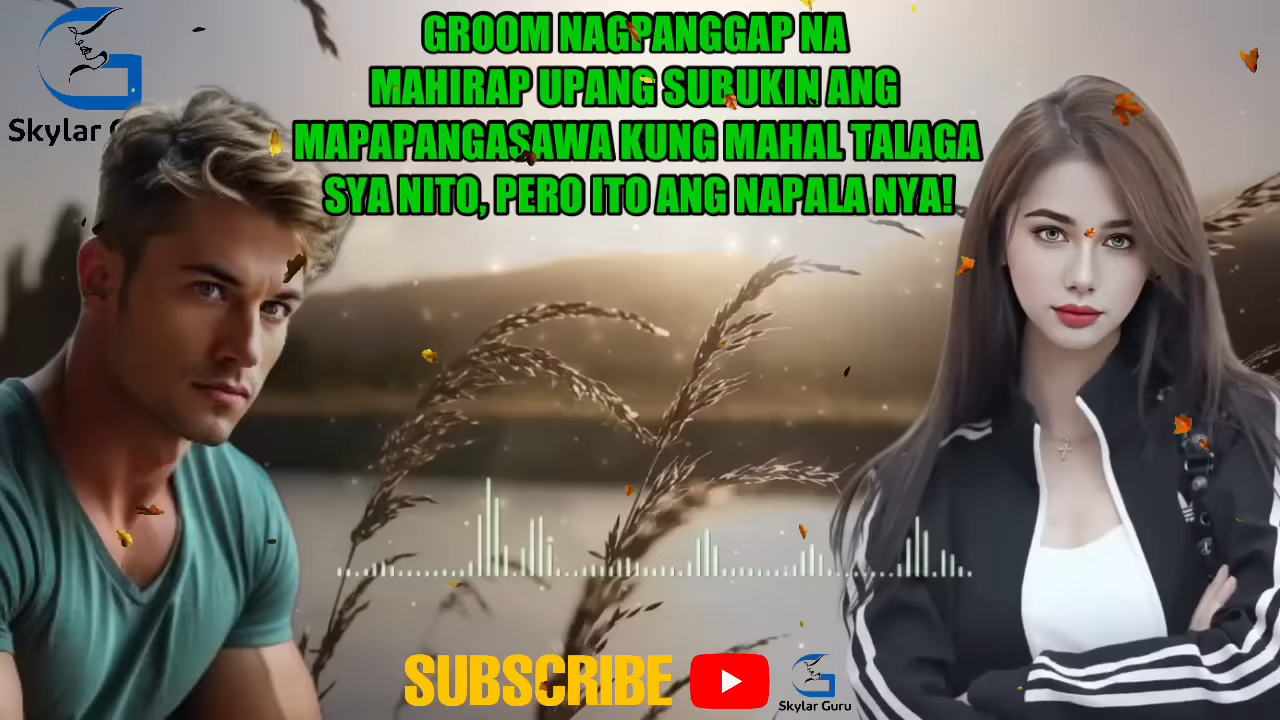 GROOM NAGPANGGAP NA
MAHIRAP UPANG SUBUKIN ANG
MAPAPANGASAWA KUNG MAHAL TALAGA
SYA NITO, PERO ITO ANG NAPALA NYA!
Skylar G
SUBSCRIBE
Skylar Guru